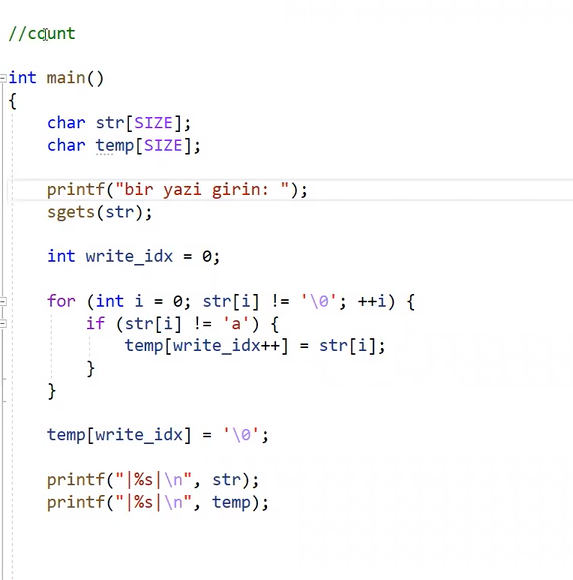 //count
int main()
{
char str[SIZE];
char temp[SIZE];
printf("bir yazi girin: ");
sgets(str);
int write_idx = 0;
for (int i = 0; str[i] != '\0'; ++i) {
if (str[i] != 'a') {
temp[write_idx++] = str[i];
}
}
temp[write_idx] = '\0';
printf("|%s|\n", str);
printf("|%s|\n", temp);